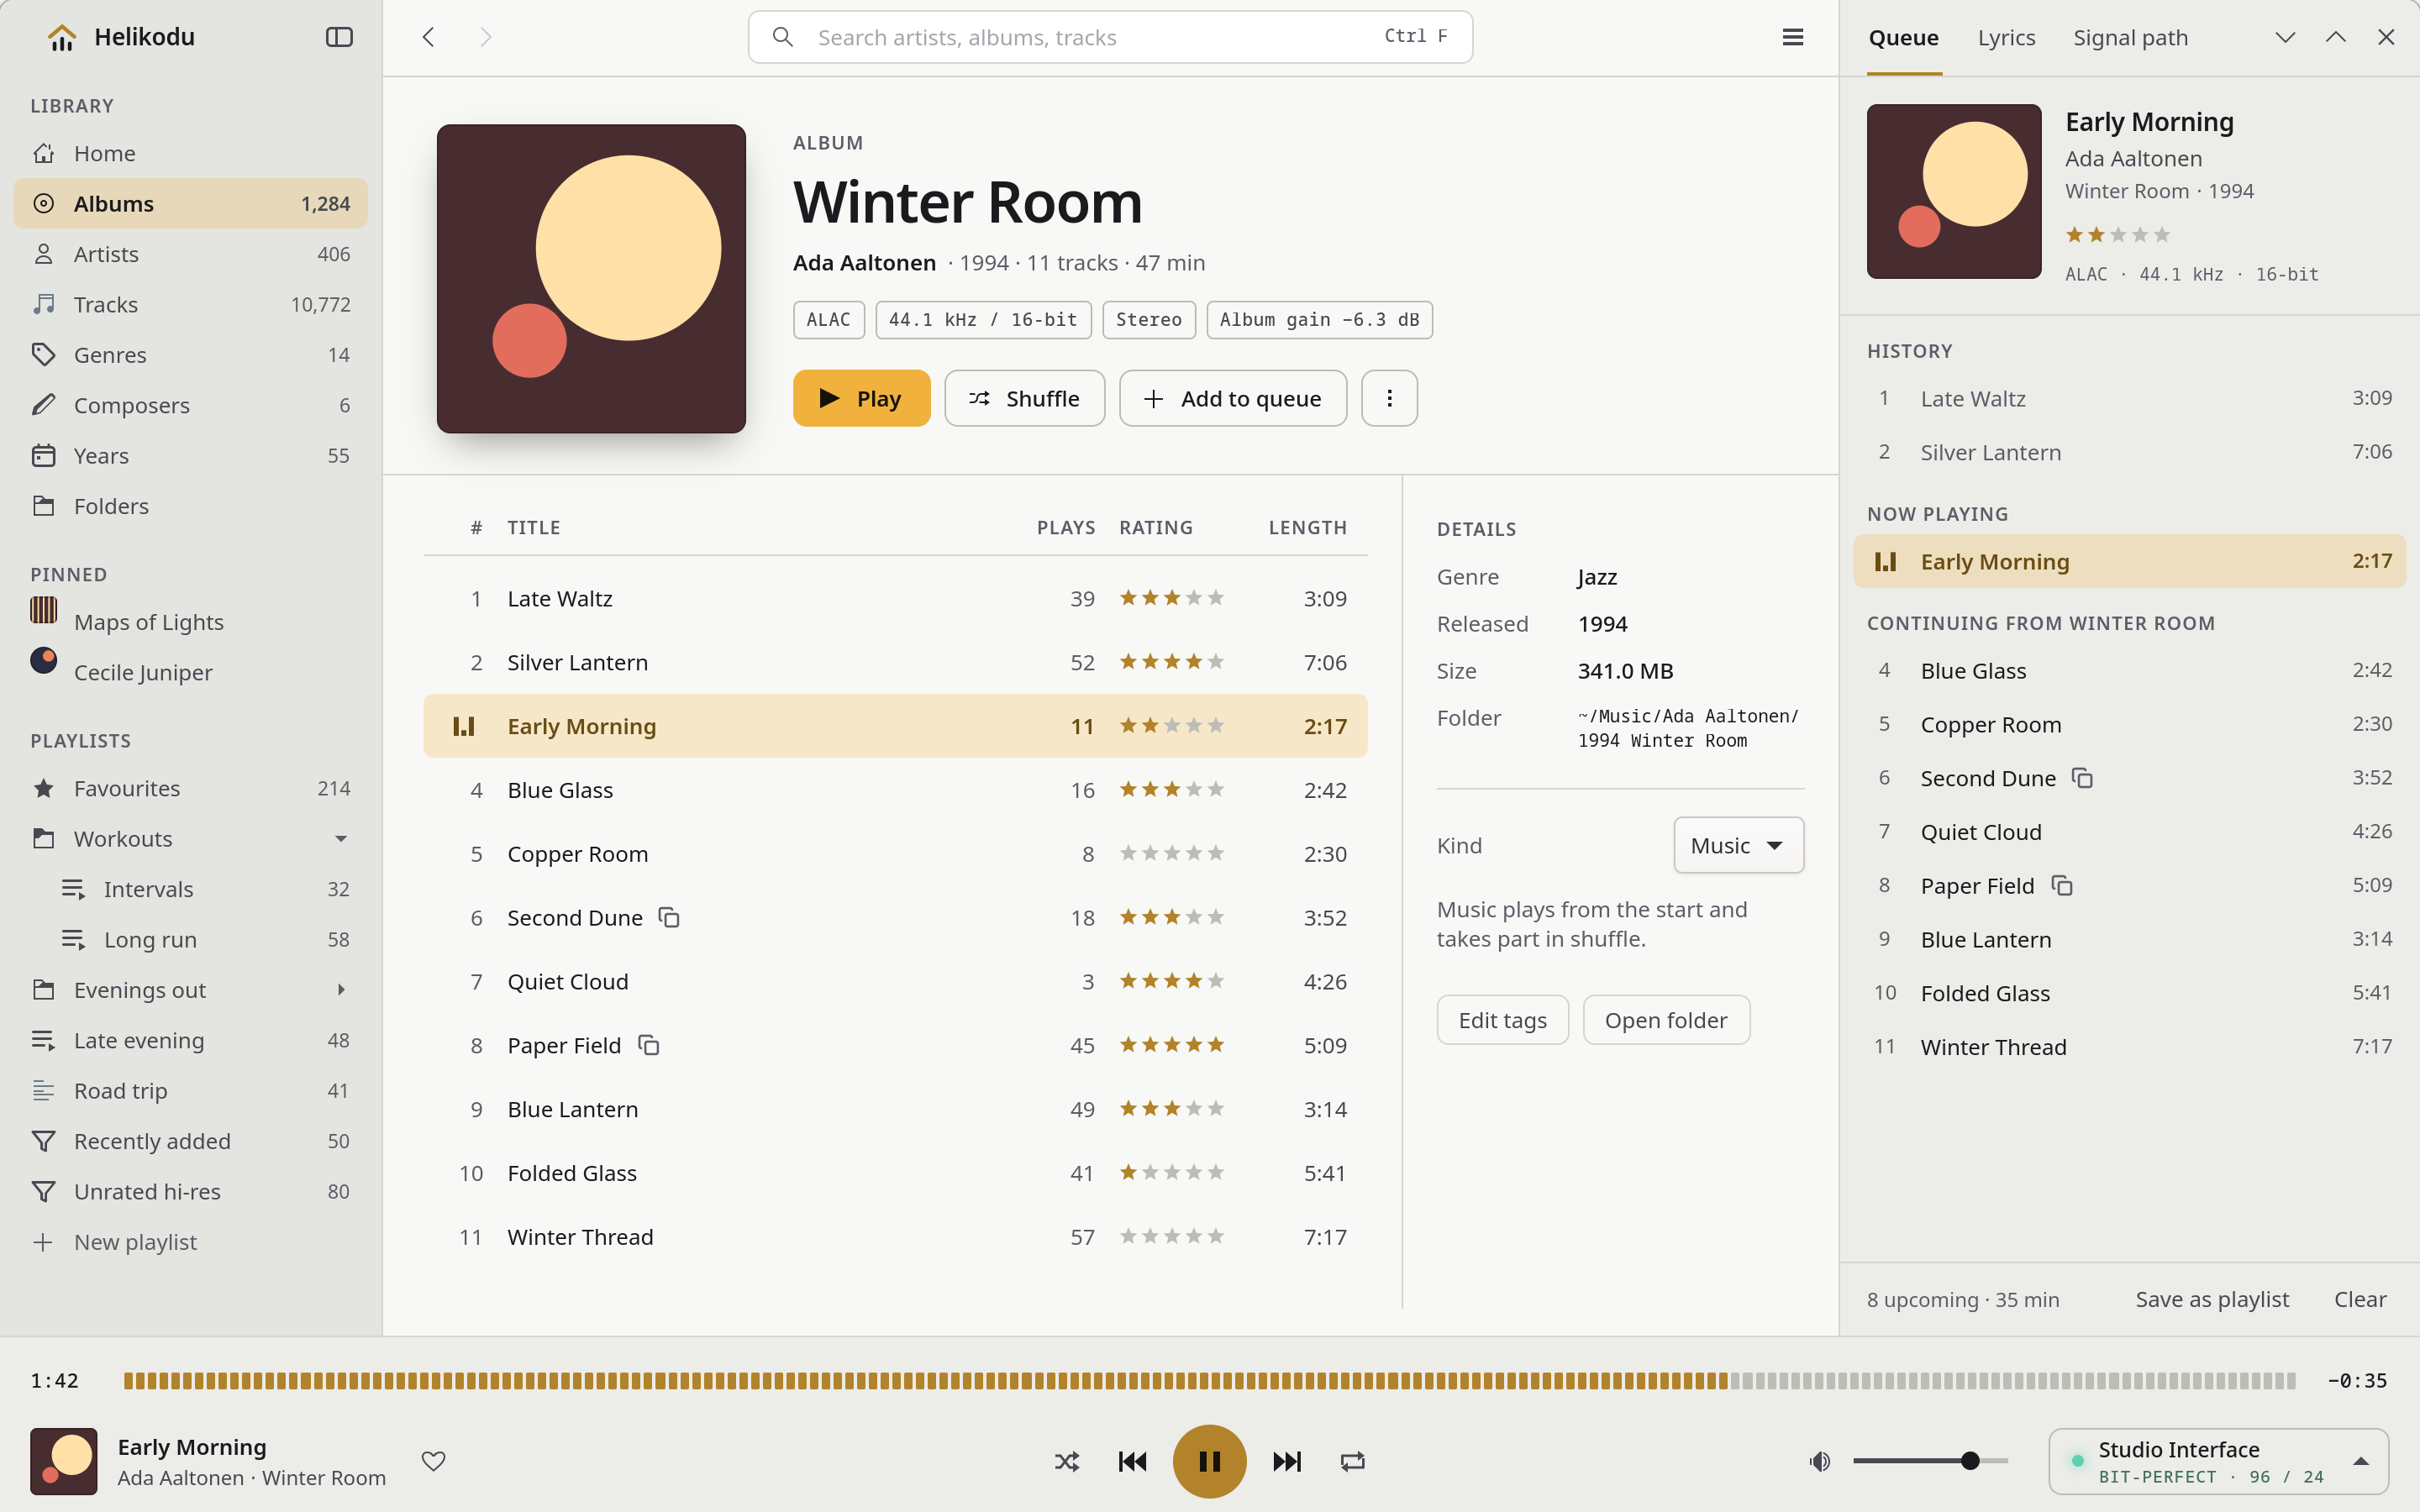 Helikodu
LIBRARY
Home
Albums 1,284
Artists 406
Tracks 10,772
Genres 14
Composers 6
Years 55
Folders
PINNED
Maps of Lights
Cecile Juniper
PLAYLISTS
Favourites 214
Workouts
Intervals 32
Long run 58
Evenings out
Late evening 48
Road trip 41
Recently added 50
Unrated hi-res 80
New playlist
Search artists, albums, tracks Ctrl F
ALBUM
Winter Room
Ada Aaltonen · 1994 · 11 tracks · 47 min
ALAC 44.1 kHz / 16-bit Stereo Album gain −6.3 dB
Play Shuffle Add to queue
# TITLE PLAYS RATING LENGTH
1 Late Waltz 39 3:09
2 Silver Lantern 52 7:06
Early Morning 11 2:17
4 Blue Glass 16 2:42
5 Copper Room 8 2:30
6 Second Dune 18 3:52
7 Quiet Cloud 3 4:26
8 Paper Field 45 5:09
9 Blue Lantern 49 3:14
10 Folded Glass 41 5:41
11 Winter Thread 57 7:17
DETAILS
Genre Jazz
Released 1994
Size 341.0 MB
Folder ~/Music/Ada Aaltonen/
1994 Winter Room
Kind Music
Music plays from the start and
takes part in shuffle.
Edit tags Open folder
Queue Lyrics Signal path
Early Morning
Ada Aaltonen
Winter Room · 1994
ALAC · 44.1 kHz · 16-bit
HISTORY
1 Late Waltz 3:09
2 Silver Lantern 7:06
NOW PLAYING
Early Morning 2:17
CONTINUING FROM WINTER ROOM
4 Blue Glass 2:42
5 Copper Room 2:30
6 Second Dune 3:52
7 Quiet Cloud 4:26
8 Paper Field 5:09
9 Blue Lantern 3:14
10 Folded Glass 5:41
11 Winter Thread 7:17
8 upcoming · 35 min Save as playlist Clear
1:42 −0:35
Early Morning
Ada Aaltonen · Winter Room
Studio Interface
BIT-PERFECT · 96 / 24